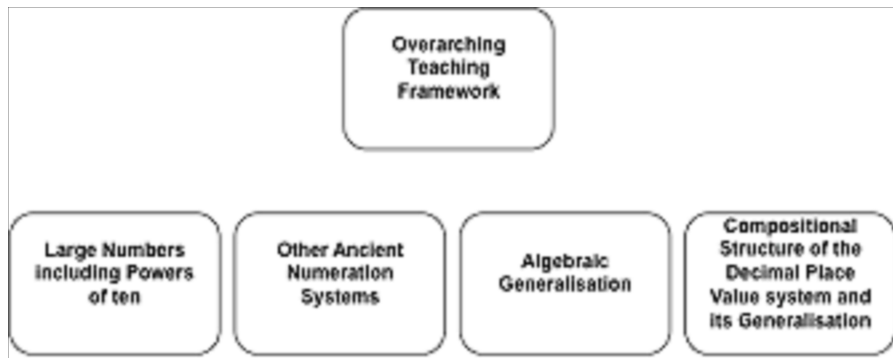 Overarching
Teaching
Framework
Large Numbers
including Powers
of ten
Other Ancient
Numeration
Systems
Algebraic
Generalisation
Compositional
Structure of the
Decimal Place
Value system and
its Generalisation